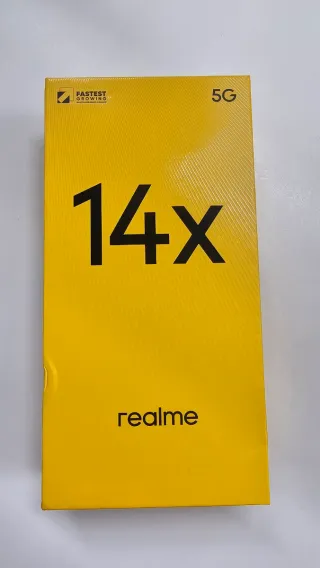 FASTEST
GROWING
5G
14x
realme